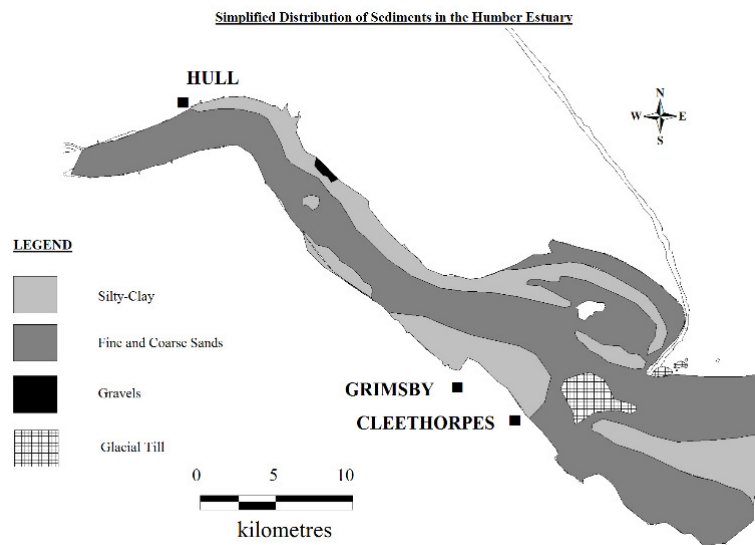 Simplified Distribution of Sediments in the Humber Estuary
HULL
N
W E
S
LEGEND
Silty-Clay
Fine and Coarse Sands
Gravels
Glacial Till
GRIMSBY
CLEETHORPES
0 5 10
kilometres